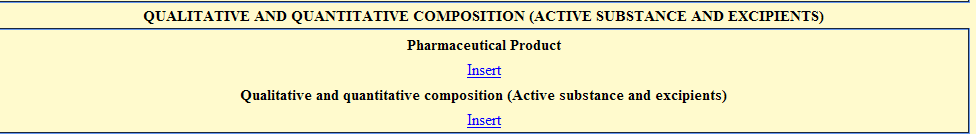 QUALITATIVE AND QUANTITATIVE COMPOSITION (ACTIVE SUBSTANCE AND EXCIPIENTS)
Pharmaceutical Product
Insert
Qualitative and quantitative composition (Active substance and excipients)
Insert